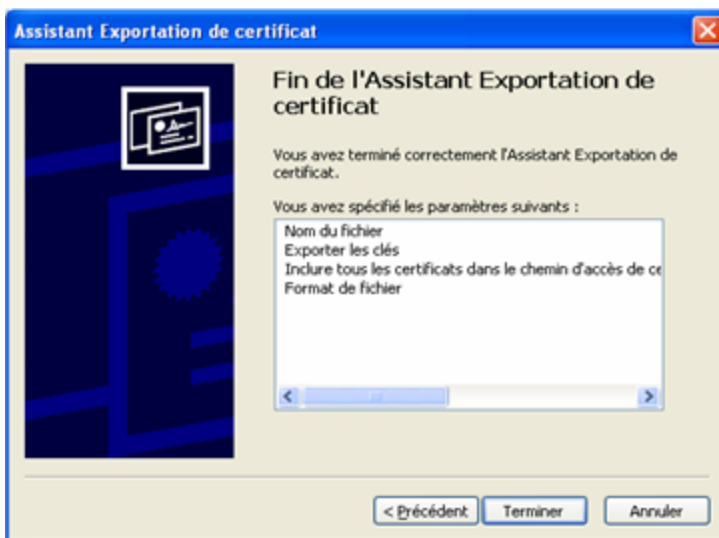 Assistant Exportation de certificat
Fin de l'Assistant Exportation de
certificat
Vous avez terminé correctement l'Assistant Exportation de
certificat.
Vous avez spécifié les paramètres suivants :
Nom du fichier
Exporter les clés
Inclure tous les certificats dans le chemin d'accès de ce
Format de fichier
< Précédent
Terminer
Annuler